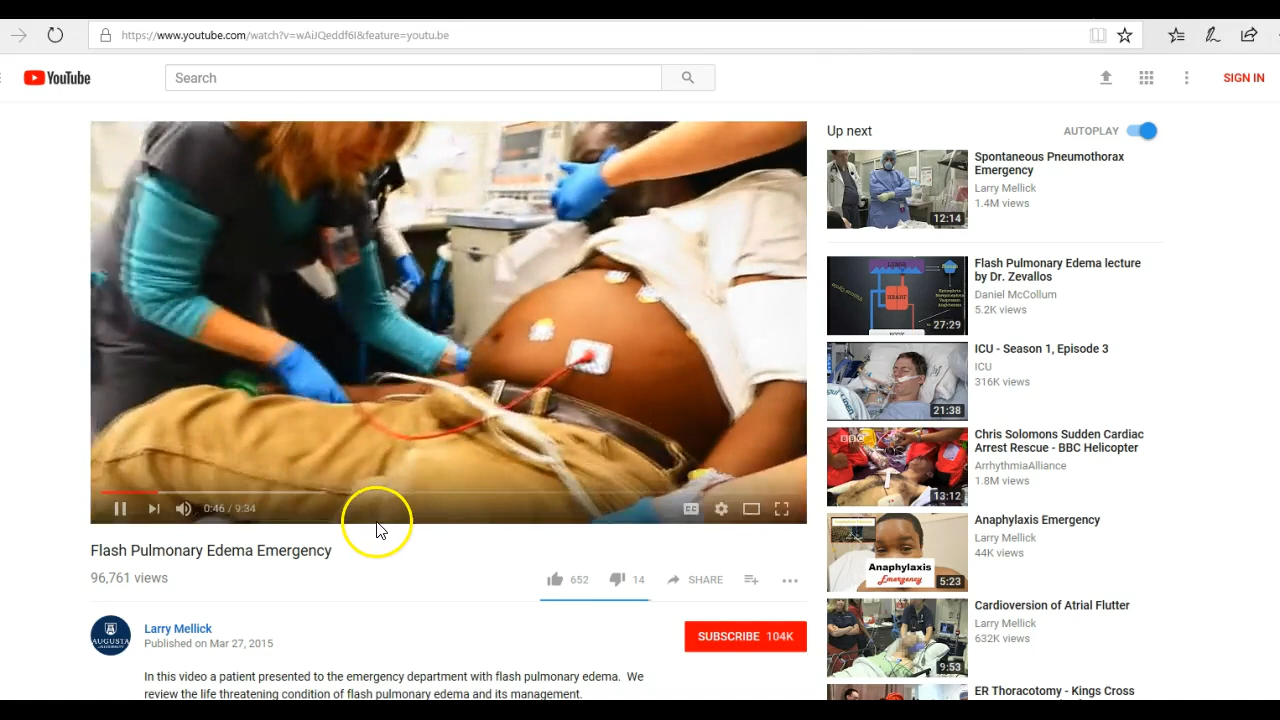 https://www.youtube.com/watch?v=wAiJQeddf6I&feature=youtu.be
YouTube
Search
SIGN IN
0:46 / 9:34
CC
Flash Pulmonary Edema Emergency
96,761 views
652
14
SHARE
AUGUSTA
Larry Mellick
Published on Mar 27, 2015
SUBSCRIBE 104K
In this video a patient presented to the emergency department with flash pulmonary edema. We
review the life threatening condition of flash pulmonary edema and its management.
Up next
AUTOPLAY
12:14
Spontaneous Pneumothorax
Emergency
Larry Mellick
1.4M views
HEART
27:29
Flash Pulmonary Edema lecture
by Dr. Zevallos
Daniel McCollum
5.2K views
21:38
ICU - Season 1, Episode 3
ICU
316K views
BBC
13:12
Chris Solomons Sudden Cardiac
Arrest Rescue - BBC Helicopter
ArrhythmiaAlliance
1.8M views
Anaphylaxis
Emergency
5:23
Anaphylaxis Emergency
Larry Mellick
44K views
9:53
Cardioversion of Atrial Flutter
Larry Mellick
632K views
ER Thoracotomy - Kings Cross